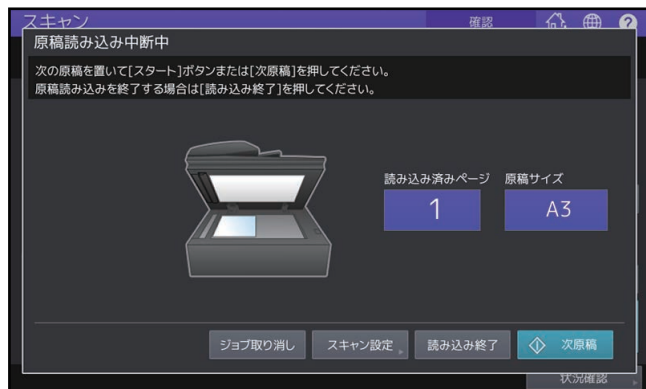 スキャン
確認
原稿読み込み中断中
次の原稿を置いて[スタート]ボタンまたは[次原稿]を押してください。
原稿読み込みを終了する場合は[読み込み終了]を押してください。
読み込み済みページ 原稿サイズ
1 A3
ジョブ取り消し スキャン設定 読み込み終了 次原稿
状況確認